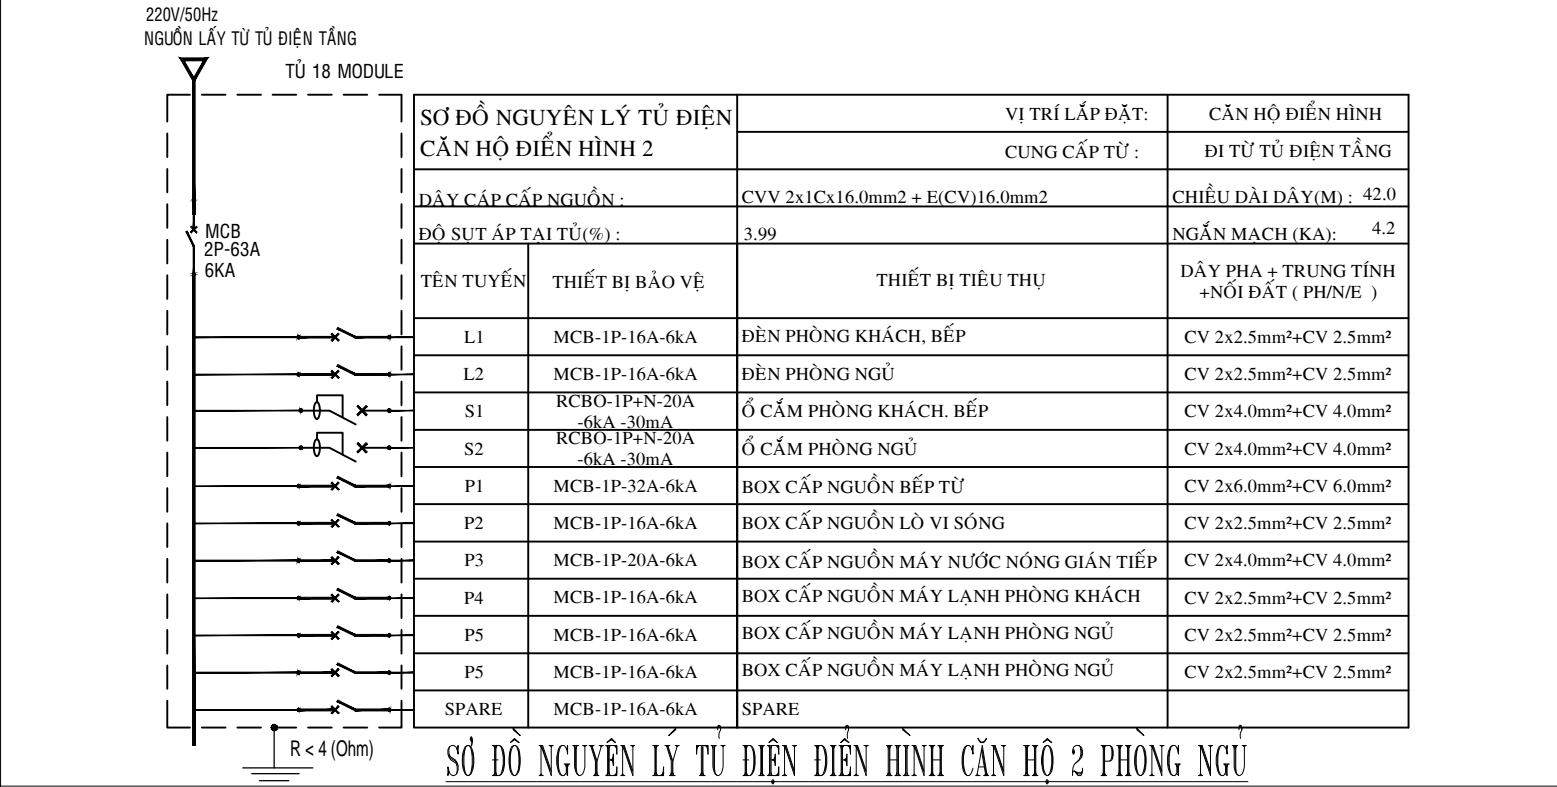 220V/50Hz
NGUỒN LẤY TỪ TỦ ĐIỆN TẦNG
TỦ 18 MODULE
MCB
2P-63A
6KA
SƠ ĐỒ NGUYÊN LÝ TỦ ĐIỆN
CĂN HỘ ĐIỂN HÌNH 2
VỊ TRÍ LẮP ĐẶT:
CĂN HỘ ĐIỂN HÌNH
CUNG CẤP TỪ :
ĐI TỪ TỦ ĐIỆN TẦNG
DÂY CÁP CẤP NGUỒN :
CVV 2x1Cx16.0mm2 + E(CV)16.0mm2
CHIỀU DÀI DÂY(M) : 42.0
ĐỘ SỤT ÁP TẠI TỦ(%) :
3.99
NGẮN MẠCH (KA): 4.2
TÊN TUYẾN
THIẾT BỊ BẢO VỆ
THIẾT BỊ TIÊU THỤ
DÂY PHA + TRUNG TÍNH
+NỐI ĐẤT ( PH/N/E )
L1
MCB-1P-16A-6kA
ĐÈN PHÒNG KHÁCH, BẾP
CV 2x2.5mm²+CV 2.5mm²
L2
MCB-1P-16A-6kA
ĐÈN PHÒNG NGỦ
CV 2x2.5mm²+CV 2.5mm²
S1
RCBO-1P+N-20A
-6kA -30mA
Ổ CẮM PHÒNG KHÁCH. BẾP
CV 2x4.0mm²+CV 4.0mm²
S2
RCBO-1P+N-20A
-6kA -30mA
Ổ CẮM PHÒNG NGỦ
CV 2x4.0mm²+CV 4.0mm²
P1
MCB-1P-32A-6kA
BOX CẤP NGUỒN BẾP TỪ
CV 2x6.0mm²+CV 6.0mm²
P2
MCB-1P-16A-6kA
BOX CẤP NGUỒN LÒ VI SÓNG
CV 2x2.5mm²+CV 2.5mm²
P3
MCB-1P-20A-6kA
BOX CẤP NGUỒN MÁY NƯỚC NÓNG GIÁN TIẾP
CV 2x4.0mm²+CV 4.0mm²
P4
MCB-1P-16A-6kA
BOX CẤP NGUỒN MÁY LẠNH PHÒNG KHÁCH
CV 2x2.5mm²+CV 2.5mm²
P5
MCB-1P-16A-6kA
BOX CẤP NGUỒN MÁY LẠNH PHÒNG NGỦ
CV 2x2.5mm²+CV 2.5mm²
P5
MCB-1P-16A-6kA
BOX CẤP NGUỒN MÁY LẠNH PHÒNG NGỦ
CV 2x2.5mm²+CV 2.5mm²
SPARE
MCB-1P-16A-6kA
SPARE
R < 4 (Ohm)
SƠ ĐỒ NGUYÊN LÝ TỦ ĐIỆN ĐIỂN HÌNH CĂN HỘ 2 PHÒNG NGỦ